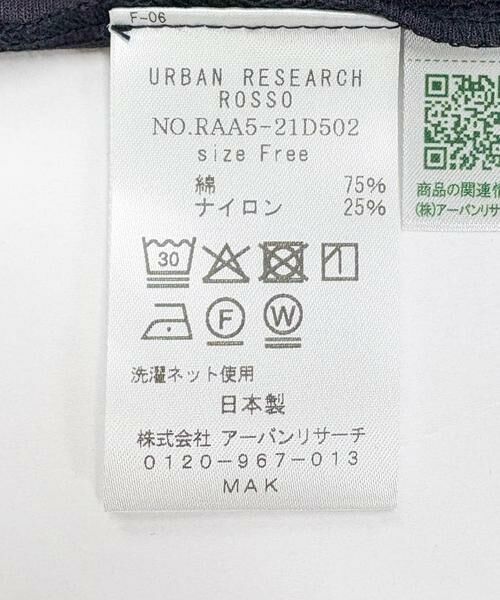 F-06
URBAN RESEARCH
ROSSO
NO.RAA5-21D502
size Free
綿 75%
ナイロン 25%
30
F
W
洗濯ネット使用
日本製
株式会社 アーバンリサーチ
0120-967-013
MAK
商品の関連情
(株)アーバンリサ